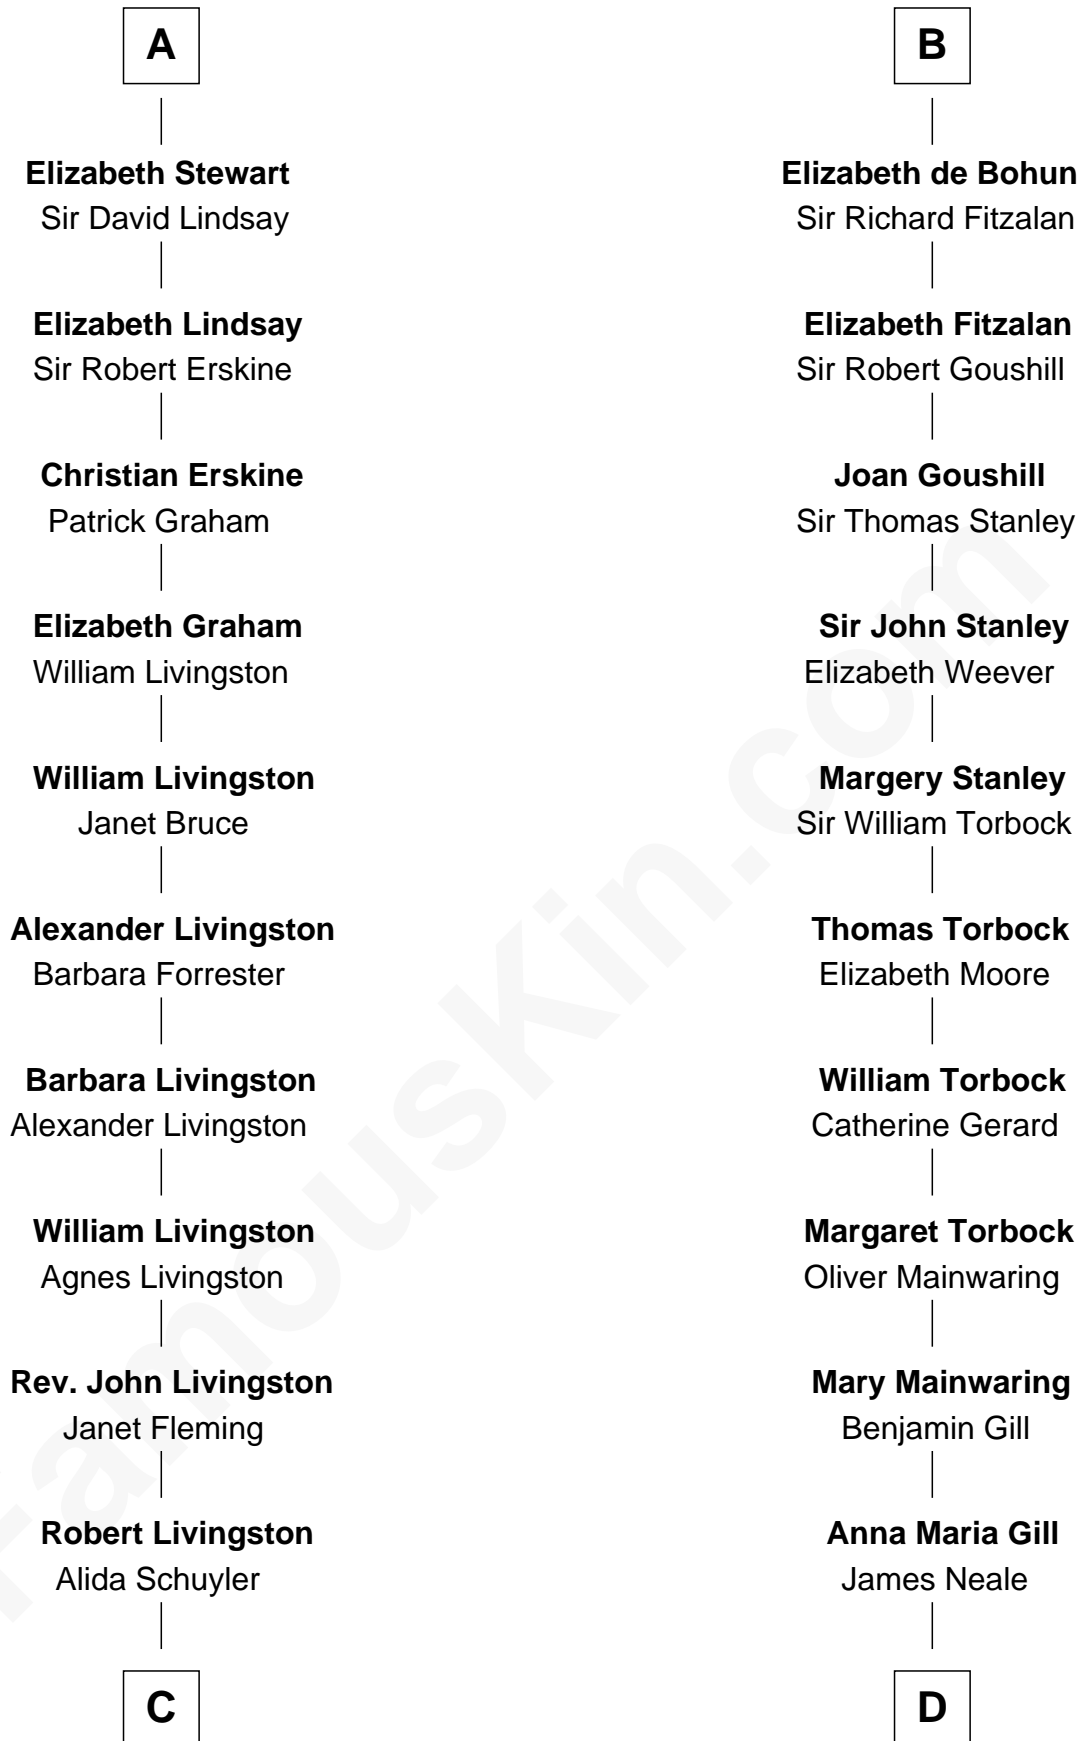 A
Elizabeth Stewart
Sir David Lindsay
Elizabeth Lindsay
Sir Robert Erskine
Christian Erskine
Patrick Graham
Elizabeth Graham
William Livingston
William Livingston
Janet Bruce
Alexander Livingston
Barbara Forrester
Barbara Livingston
Alexander Livingston
William Livingston
Agnes Livingston
Rev. John Livingston
Janet Fleming
Robert Livingston
Alida Schuyler
C
B
Elizabeth de Bohun
Sir Richard Fitzalan
Elizabeth Fitzalan
Sir Robert Goushill
Joan Goushill
Sir Thomas Stanley
Sir John Stanley
Elizabeth Weever
Margery Stanley
Sir William Torbock
Thomas Torbock
Elizabeth Moore
William Torbock
Catherine Gerard
Margaret Torbock
Oliver Mainwaring
Mary Mainwaring
Benjamin Gill
Anna Maria Gill
James Neale
D
FamousKin.com